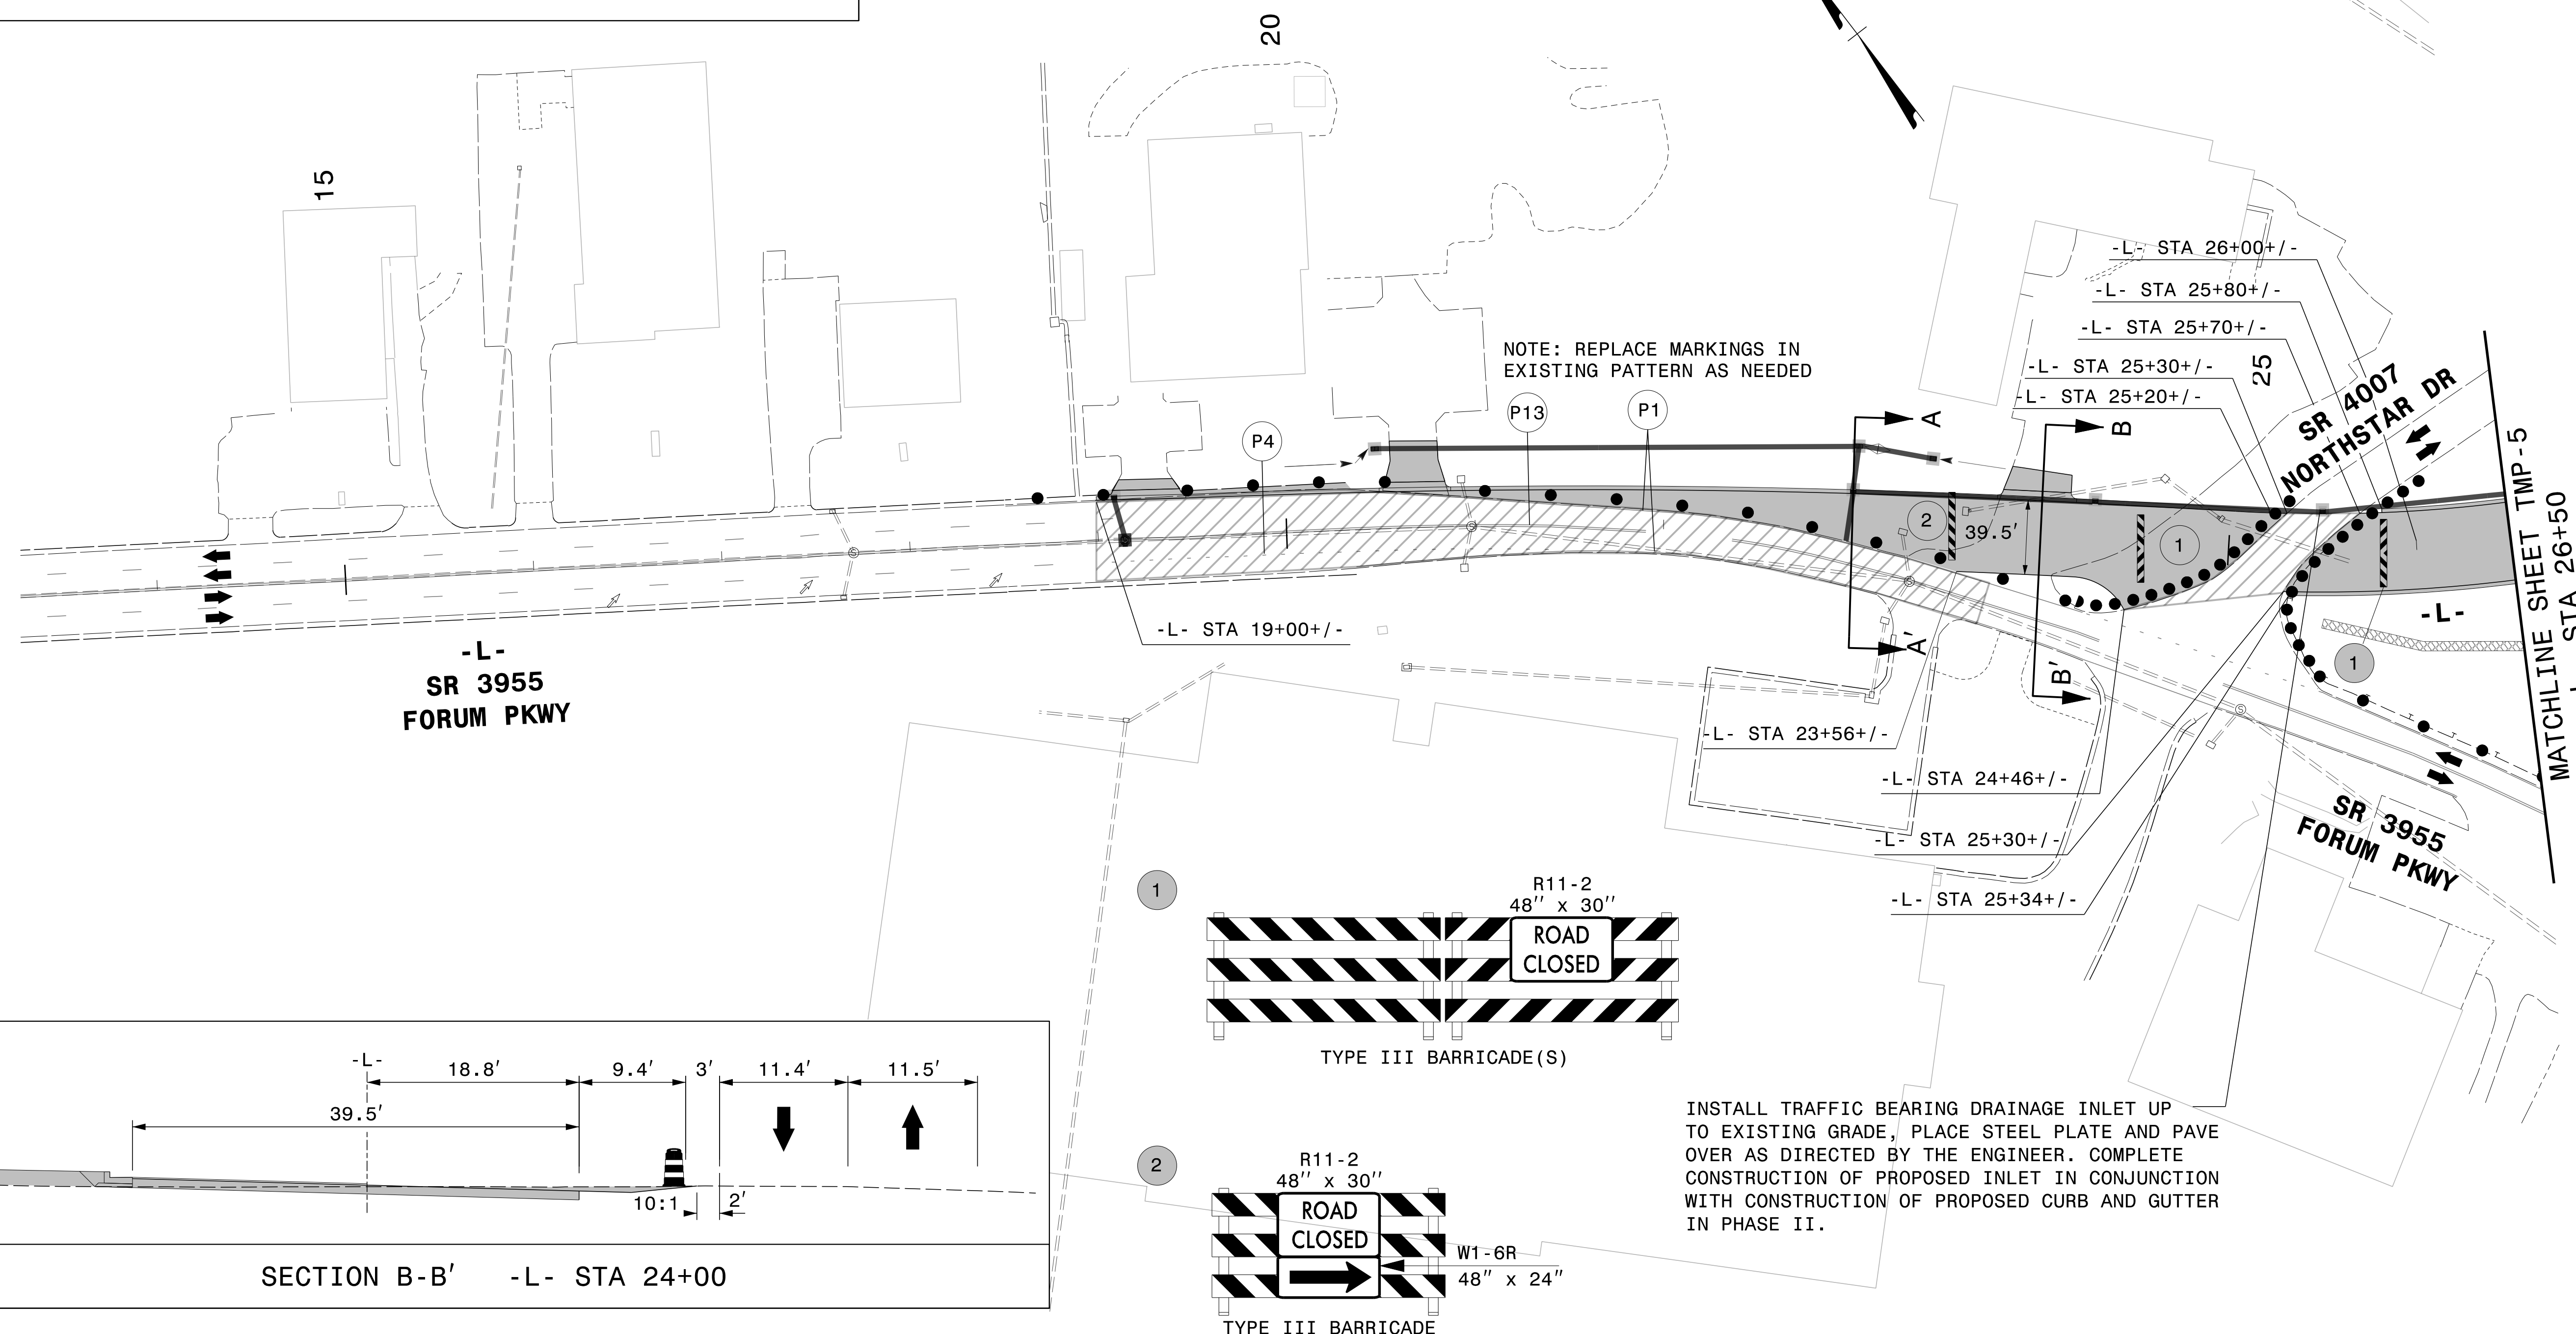 20
15
-L- STA 26+00+/-
-L- STA 25+80+/-
-L- STA 25+70+/-
-L- STA 25+30+/-
-L- STA 25+20+/-
25
SR 4007
NORTHSTAR DR
NOTE: REPLACE MARKINGS IN
EXISTING PATTERN AS NEEDED
P4
P13
P1
A
B
2
39.5'
1
1
S
S
S
S
A'
B'
-L-
MATCHLINE SHEET TMP-5
STA 26+50
-L- STA 19+00+/-
-L-
SR 3955
FORUM PKWY
-L- STA 23+56+/-
-L- STA 24+46+/-
-L- STA 25+30+/-
-L- STA 25+34+/-
SR 3955
FORUM PKWY
1
R11-2
48" x 30"
ROAD
CLOSED
TYPE III BARRICADE(S)
2
R11-2
48" x 30"
ROAD
CLOSED
W1-6R
48" x 24"
TYPE III BARRICADE
INSTALL TRAFFIC BEARING DRAINAGE INLET UP
TO EXISTING GRADE, PLACE STEEL PLATE AND PAVE
OVER AS DIRECTED BY THE ENGINEER. COMPLETE
CONSTRUCTION OF PROPOSED INLET IN CONJUNCTION
WITH CONSTRUCTION OF PROPOSED CURB AND GUTTER
IN PHASE II.
-L-
18.8'
9.4'
3'
11.4'
11.5'
39.5'
10:1
2'
SECTION B-B' -L- STA 24+00